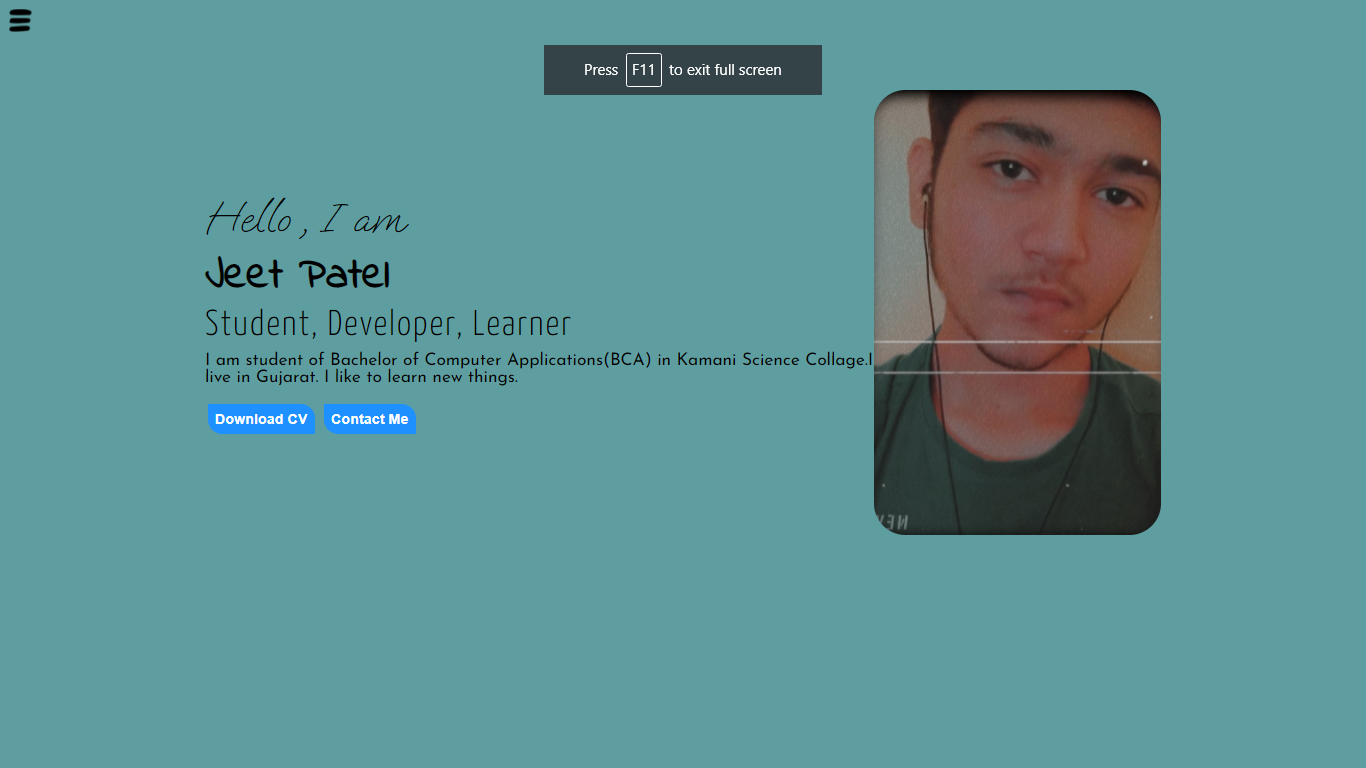 Press F11 to exit full screen
Hello , I am
Jeet Patel
Student, Developer, Learner
I am student of Bachelor of Computer Applications(BCA) in Kamani Science Collage.I
live in Gujarat. I like to learn new things.
Download CV Contact Me